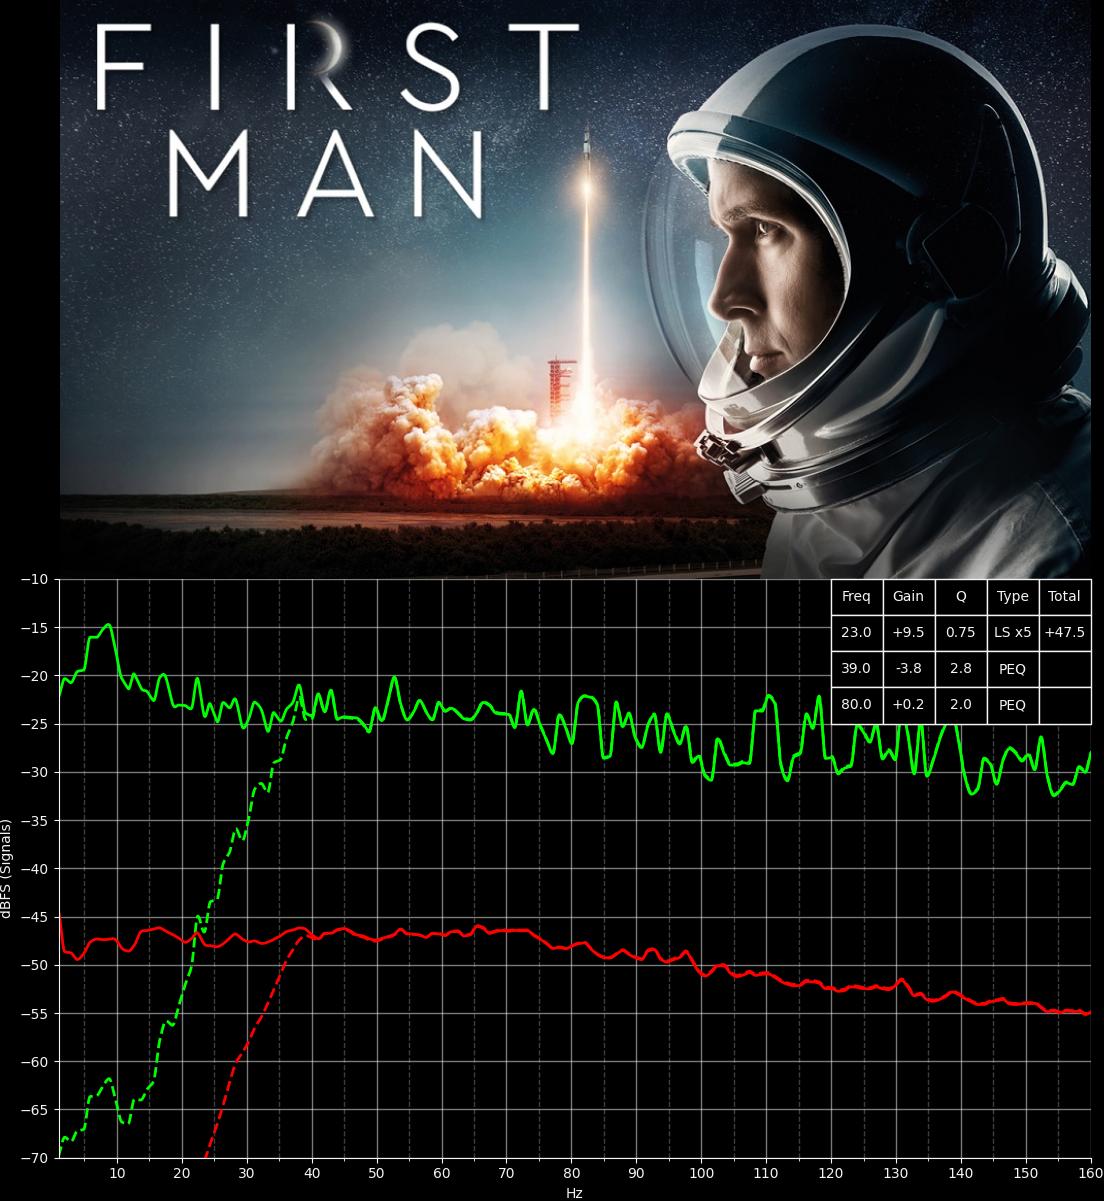 FIRST
MAN
Freq Gain Q Type Total
23.0 +9.5 0.75 LS x5 +47.5
39.0 -3.8 2.8 PEQ
80.0 +0.2 2.0 PEQ
−10
−15
−20
−25
−30
−35
−40
−45
−50
−55
−60
−65
−70
dBFS (Signals)
10 20 30 40 50 60 70 80 90 100 110 120 130 140 150 160
Hz